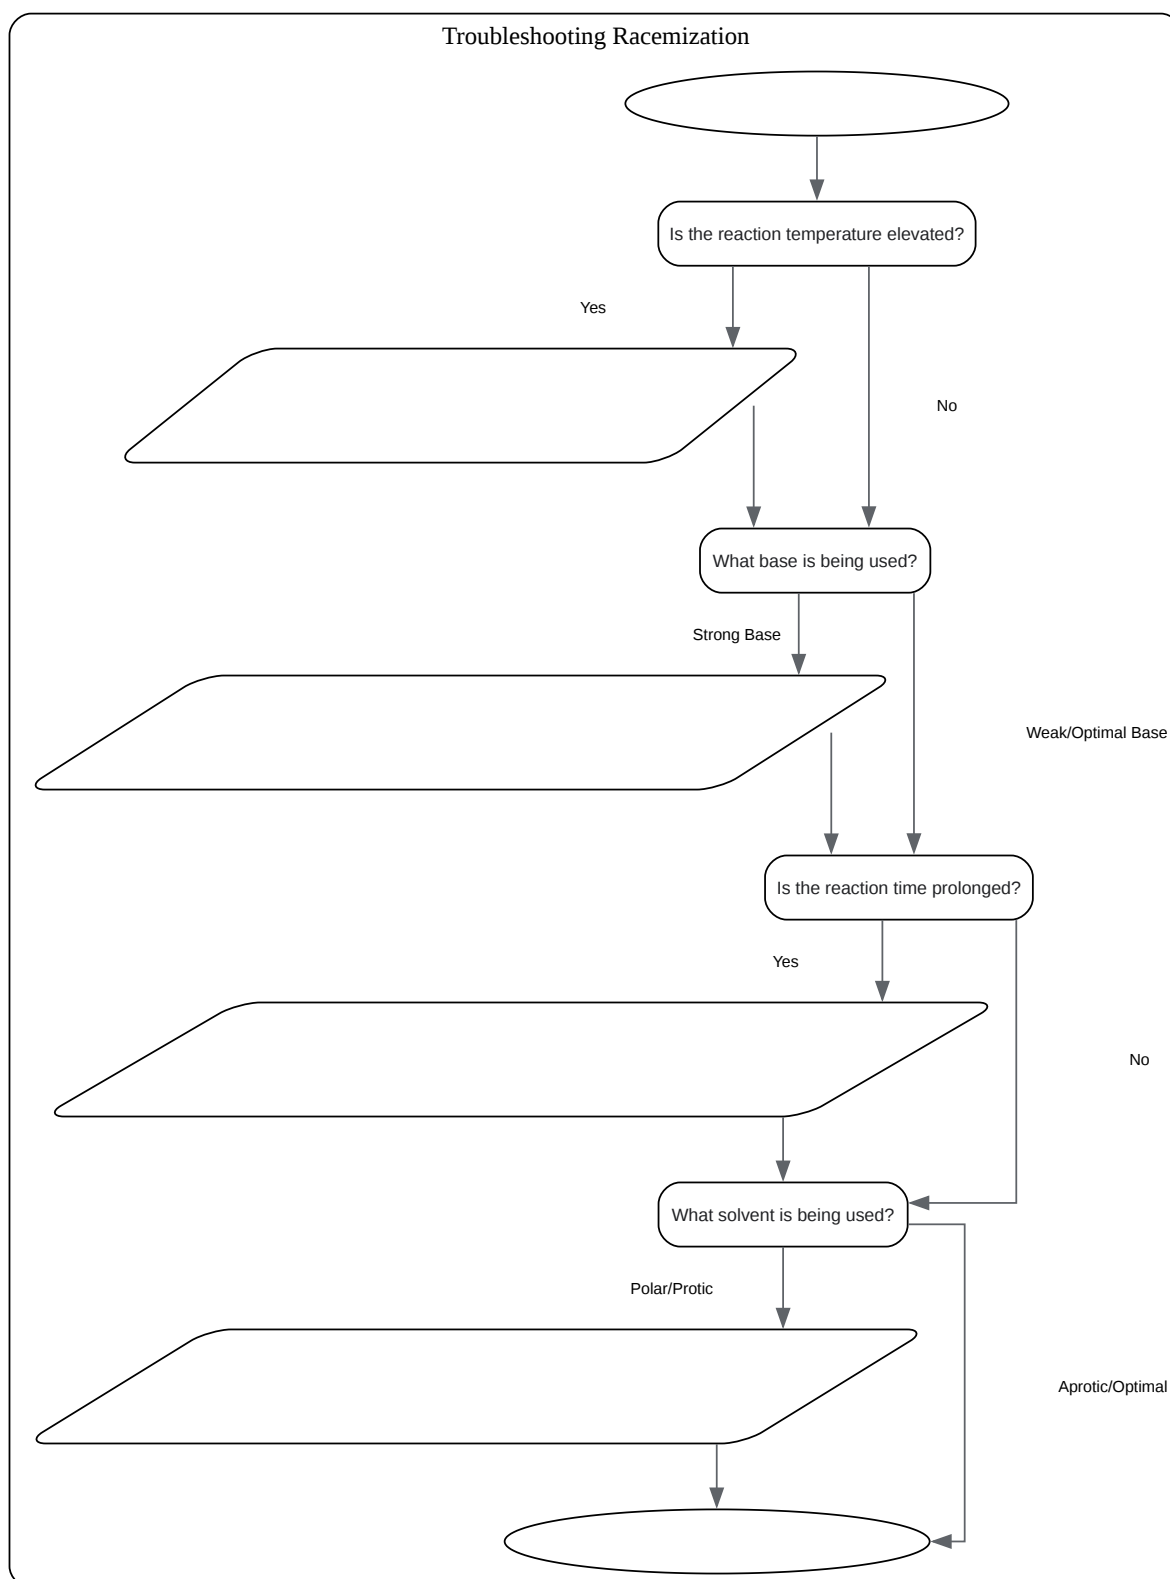 Troubleshooting Racemization
Is the reaction temperature elevated?
Yes
No
What base is being used?
Strong Base
Weak/Optimal Base
Is the reaction time prolonged?
Yes
No
What solvent is being used?
Polar/Protic
Aprotic/Optimal